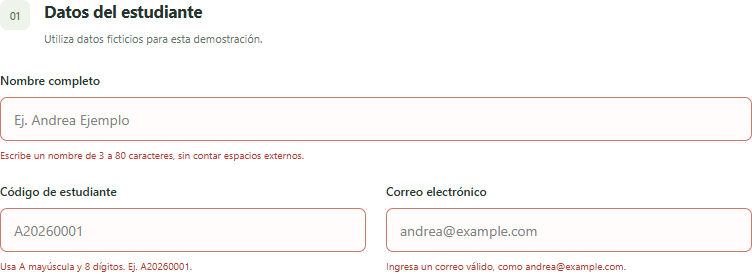 01
Datos del estudiante
Utiliza datos ficticios para esta demostración.
Nombre completo
Ej. Andrea Ejemplo
Escribe un nombre de 3 a 80 caracteres, sin contar espacios externos.
Código de estudiante
A20260001
Usa A mayúscula y 8 dígitos. Ej. A20260001.
Correo electrónico
andrea@example.com
Ingresa un correo válido, como andrea@example.com.